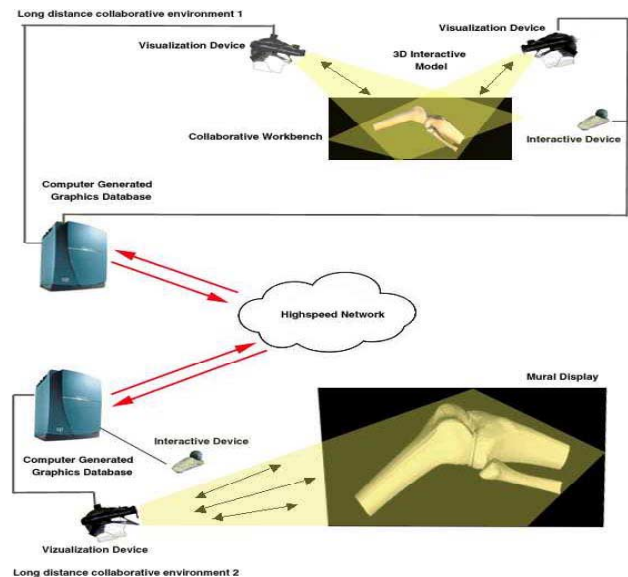 Long distance collaborative environment 1
Visualization Device
Visualization Device
3D Interactive
Model
Collaborative Workbench
Interactive Device
Computer Generated
Graphics Database
Highspeed Network
Mural Display
Interactive Device
Computer Generated
Graphics Database
Vizualization Device
Long distance collaborative environment 2